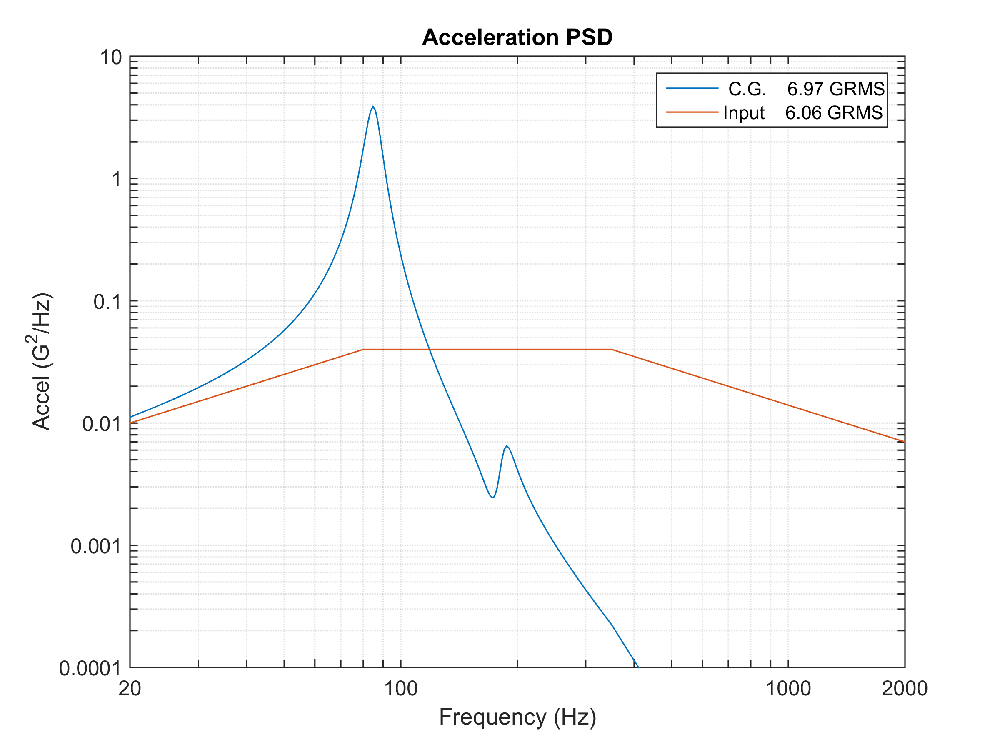 Acceleration PSD
10
1
0.1
0.01
0.001
0.0001
Accel (G²/Hz)
C.G. 6.97 GRMS
Input 6.06 GRMS
20 100 1000 2000
Frequency (Hz)